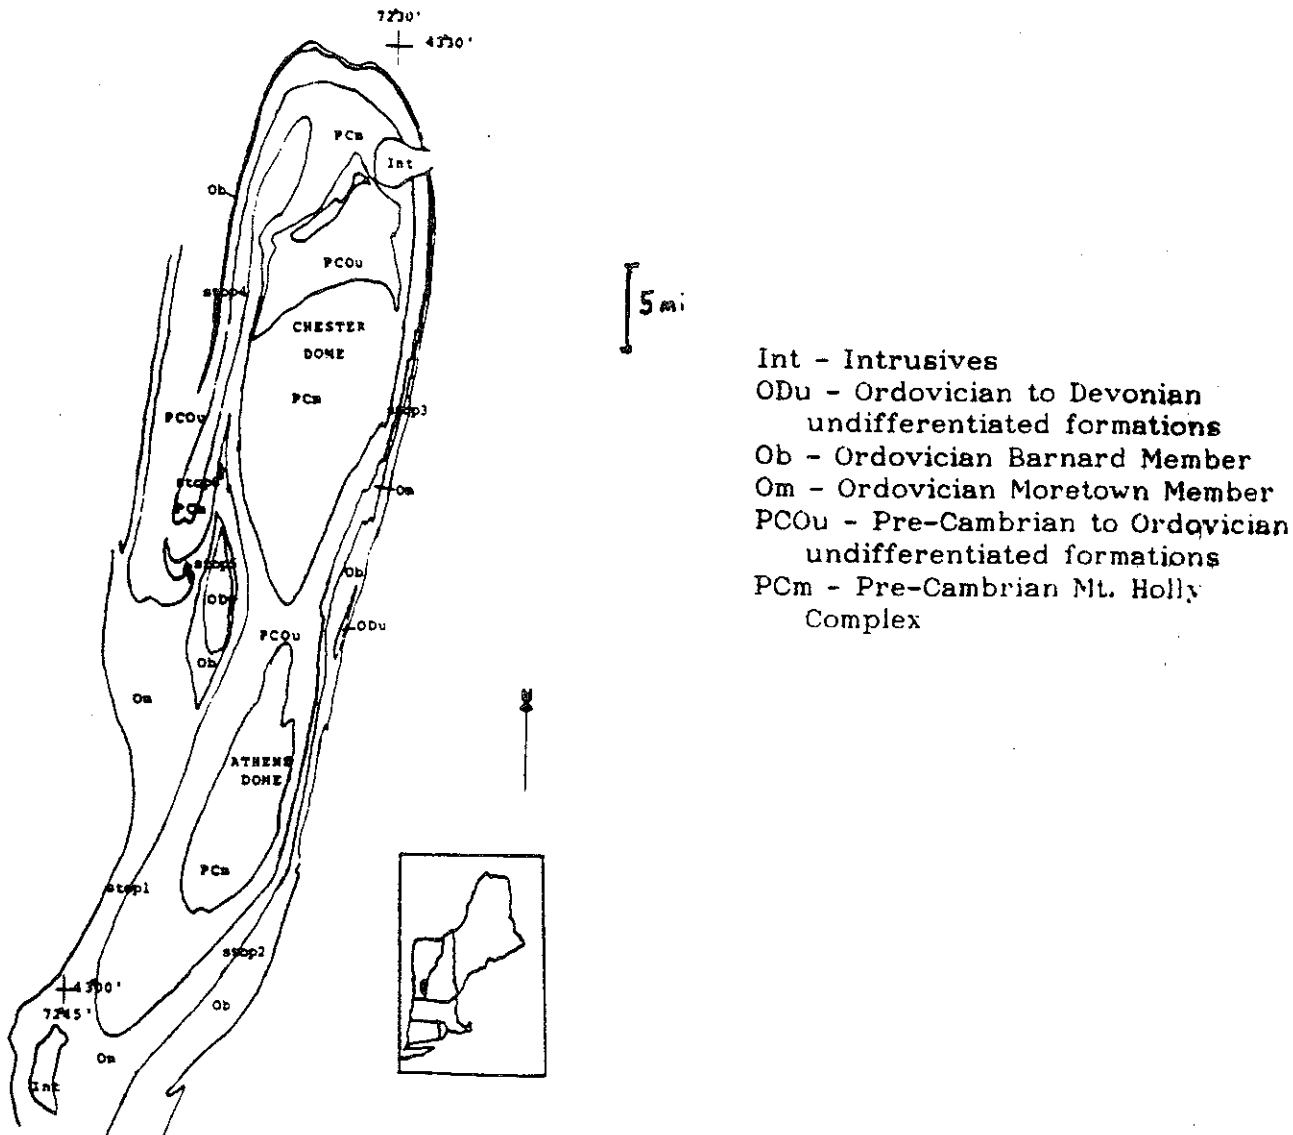 72°30'
43°30'
PCm
Int
Ob
PCOu
stop4
5 mi
CHESTER
DOME
PCm
stop3
PCOu
Om
PCm
stop5
Ob
ODu
PCOu
Ob
Om
ATHENS
DOME
PCm
stop1
stop2
43°00'
72°45'
Ob
Om
Int
N
Int - Intrusives
ODu - Ordovician to Devonian
undifferentiated formations
Ob - Ordovician Barnard Member
Om - Ordovician Moretown Member
PCOu - Pre-Cambrian to Ordovician
undifferentiated formations
PCm - Pre-Cambrian Mt. Holly
Complex